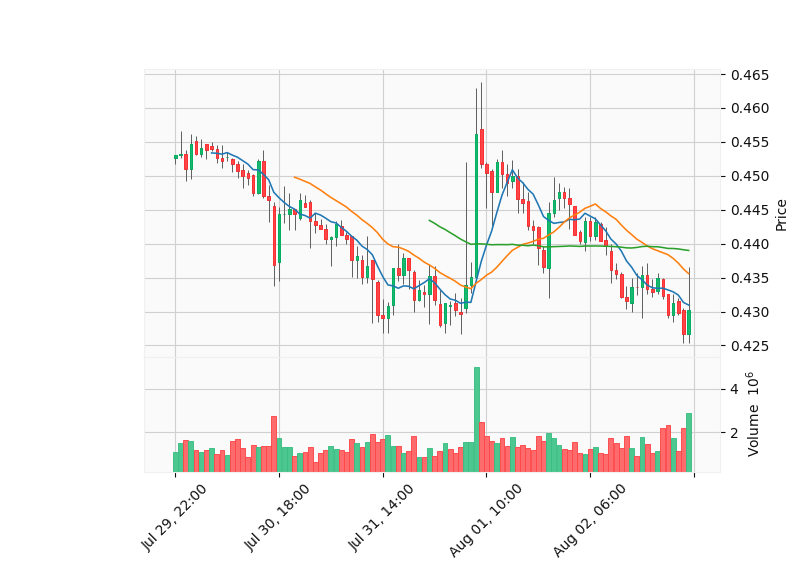 0.465
0.460
0.455
0.450
0.445
0.440
0.435
0.430
0.425
Price
4
2
Volume 10⁶
Jul 29, 22:00
Jul 30, 18:00
Jul 31, 14:00
Aug 01, 10:00
Aug 02, 06:00